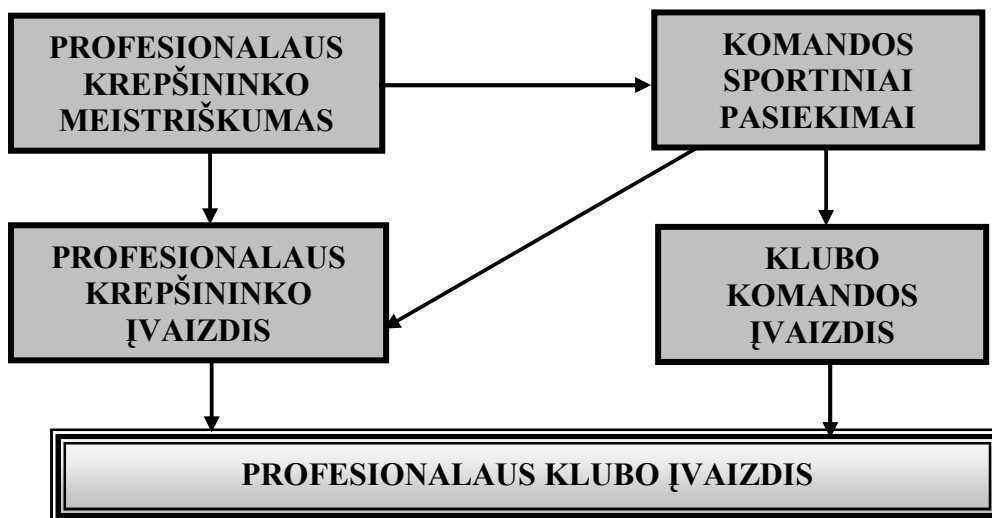 PROFESIONALAUS
KREPŠININKO
MEISTRIŠKUMAS
KOMANDOS
SPORTINIAI
PASIEKIMAI
PROFESIONALAUS
KREPŠININKO
ĮVAIZDIS
KLUBO
KOMANDOS
ĮVAIZDIS
PROFESIONALAUS KLUBO ĮVAIZDIS